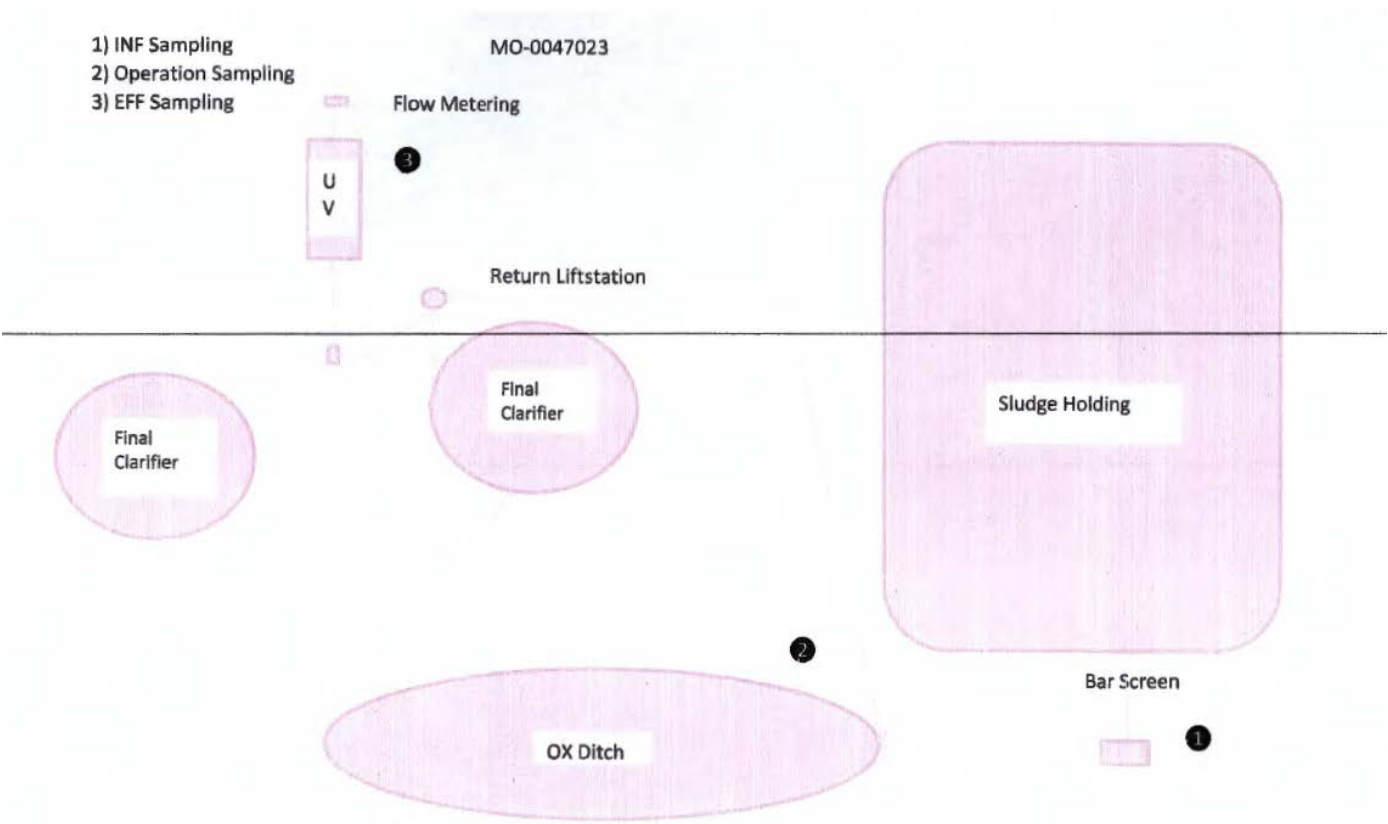 1) INF Sampling
2) Operation Sampling
3) EFF Sampling
MO-0047023
Flow Metering
3
U
V
Return Liftstation
Final
Clarifier
Final
Clarifier
Sludge Holding
2
Bar Screen
OX Ditch
1